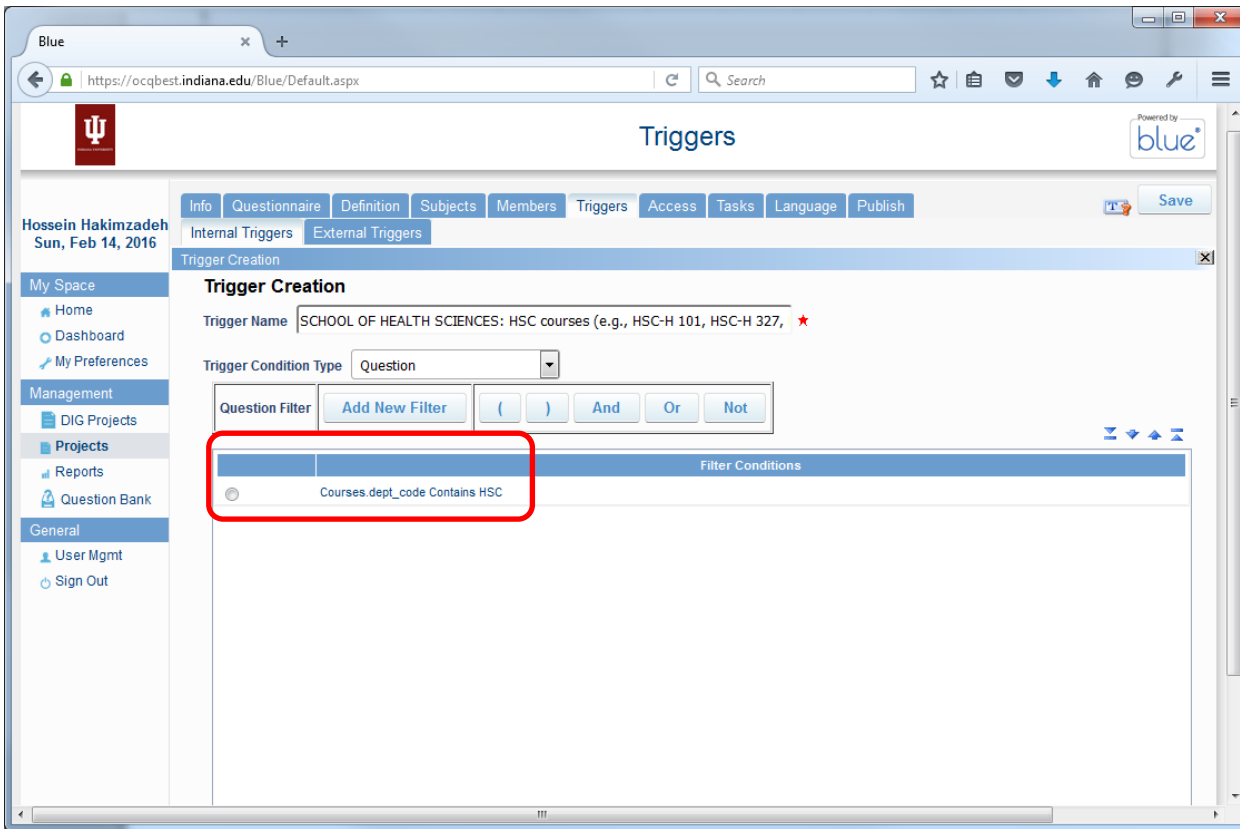 Blue
https://ocqbest.indiana.edu/Blue/Default.aspx
Search
Triggers
Powered by
blue
Info Questionnaire Definition Subjects Members Triggers Access Tasks Language Publish
Save
Hossein Hakimzadeh
Sun, Feb 14, 2016
Internal Triggers External Triggers
Trigger Creation
My Space
Home
Dashboard
My Preferences
Management
DIG Projects
Projects
Reports
Question Bank
General
User Mgmt
Sign Out
Trigger Creation
Trigger Name SCHOOL OF HEALTH SCIENCES: HSC courses (e.g., HSC-H 101, HSC-H 327,
Trigger Condition Type Question
Question Filter Add New Filter ( ) And Or Not
Filter Conditions
Courses.dept_code Contains HSC